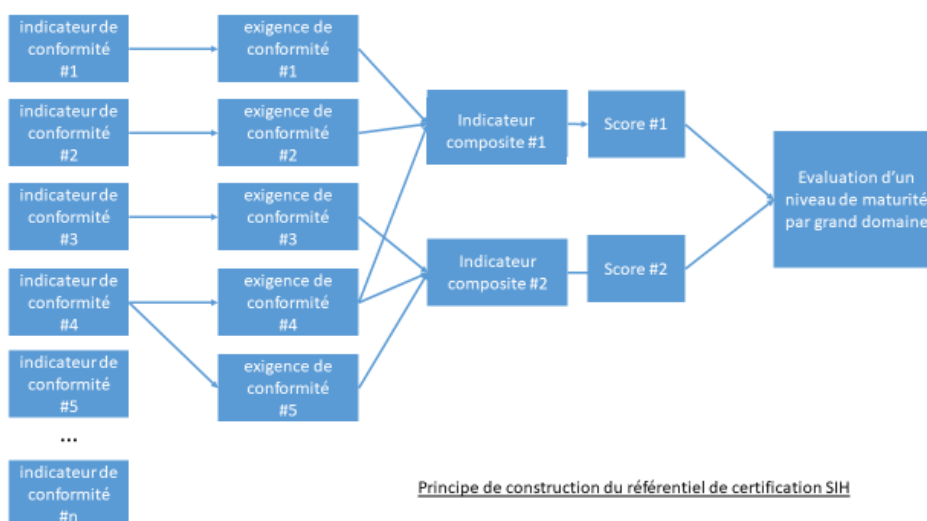 indicateur de
conformité
#1
exigence de
conformité
#1
indicateur de
conformité
#2
exigence de
conformité
#2
Indicateur
composite #1
Score #1
indicateur de
conformité
#3
exigence de
conformité
#3
Evaluation d'un
niveau de maturité
par grand domaine
indicateur de
conformité
#4
exigence de
conformité
#4
Indicateur
composite #2
Score #2
indicateur de
conformité
#5
exigence de
conformité
#5
...
indicateur de
conformité
#n
Principe de construction du référentiel de certification SIH